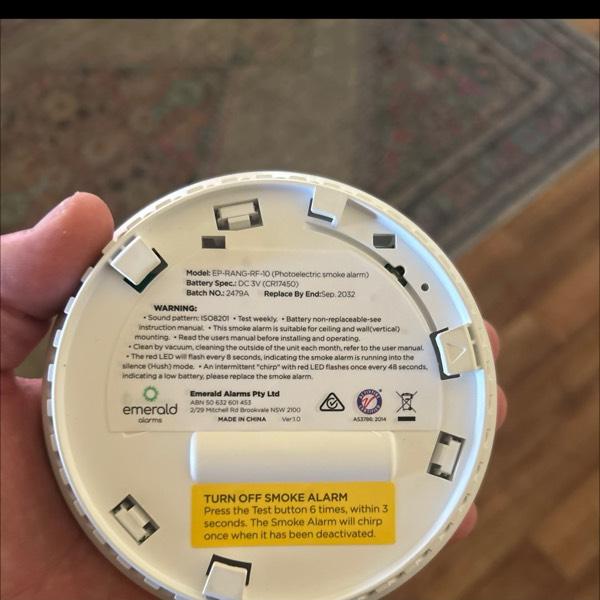 Model: EP-RANG-RF-10 (Photoelectric smoke alarm)
Battery Spec.: DC 3V (CR17450)
Batch NO.: 2479A Replace By End:Sep. 2032
WARNING:
• Sound pattern: ISO8201 • Test weekly. • Battery non-replaceable-see
instruction manual. • This smoke alarm is suitable for ceiling and wall(vertical)
mounting. • Read the users manual before installing and operating.
• Clean by vacuum, cleaning the outside of the unit each month, refer to the user manual.
• The red LED will flash every 8 seconds, indicating the smoke alarm is running into the
silence (Hush) mode. • An intermittent "chirp" with red LED flashes once every 48 seconds,
indicating a low battery, please replace the smoke alarm.
emerald
alarms
Emerald Alarms Pty Ltd
ABN 50 632 601 453
2/29 Mitchell Rd Brookvale NSW 2100
MADE IN CHINA Ver1.0
AS3786: 2014
TURN OFF SMOKE ALARM
Press the Test button 6 times, within 3
seconds. The Smoke Alarm will chirp
once when it has been deactivated.